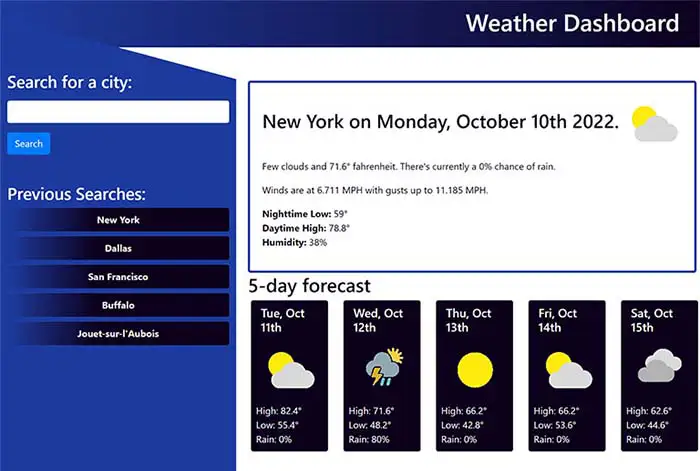 Weather Dashboard
Search for a city:
Search
Previous Searches:
New York
Dallas
San Francisco
Buffalo
Jouet-sur-l'Aubois
New York on Monday, October 10th 2022.
Few clouds and 71.6° fahrenheit. There's currently a 0% chance of rain.
Winds are at 6.711 MPH with gusts up to 11.185 MPH.
Nighttime Low: 59°
Daytime High: 78.8°
Humidity: 38%
5-day forecast
Tue, Oct
11th
High: 82.4°
Low: 55.4°
Rain: 0%
Wed, Oct
12th
High: 71.6°
Low: 48.2°
Rain: 80%
Thu, Oct
13th
High: 66.2°
Low: 42.8°
Rain: 0%
Fri, Oct
14th
High: 66.2°
Low: 53.6°
Rain: 0%
Sat, Oct
15th
High: 62.6°
Low: 44.6°
Rain: 0%